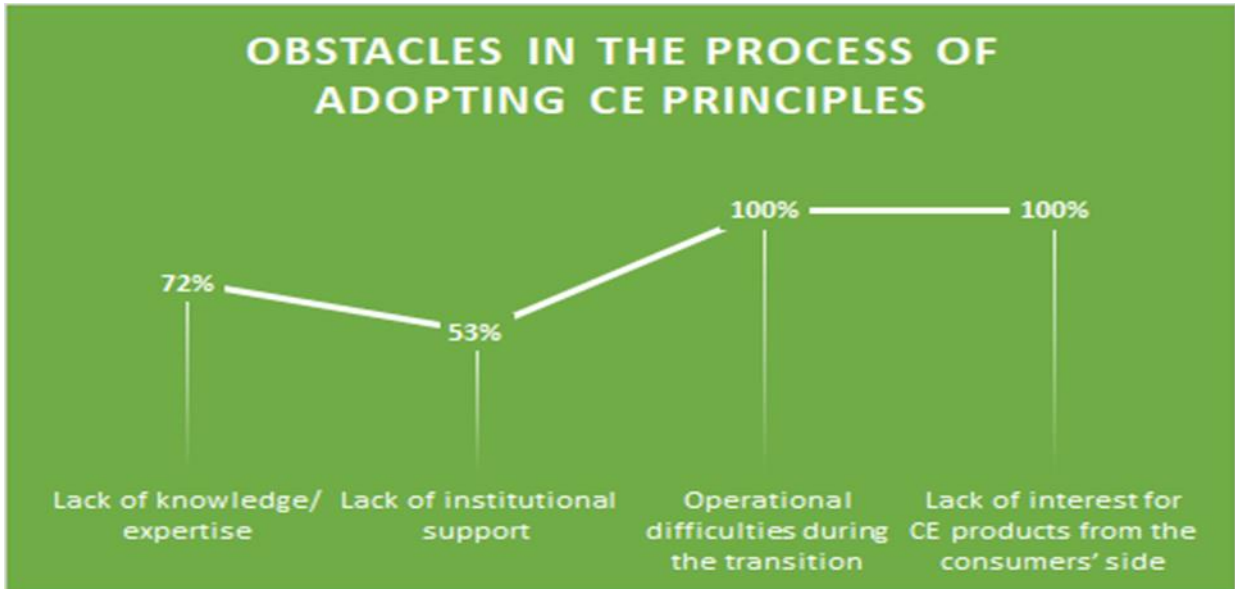 OBSTACLES IN THE PROCESS OF
ADOPTING CE PRINCIPLES
100%
100%
72%
53%
Lack of knowledge/
expertise
Lack of institutional
support
Operational
difficulties during
the transition
Lack of interest for
CE products from the
consumers' side